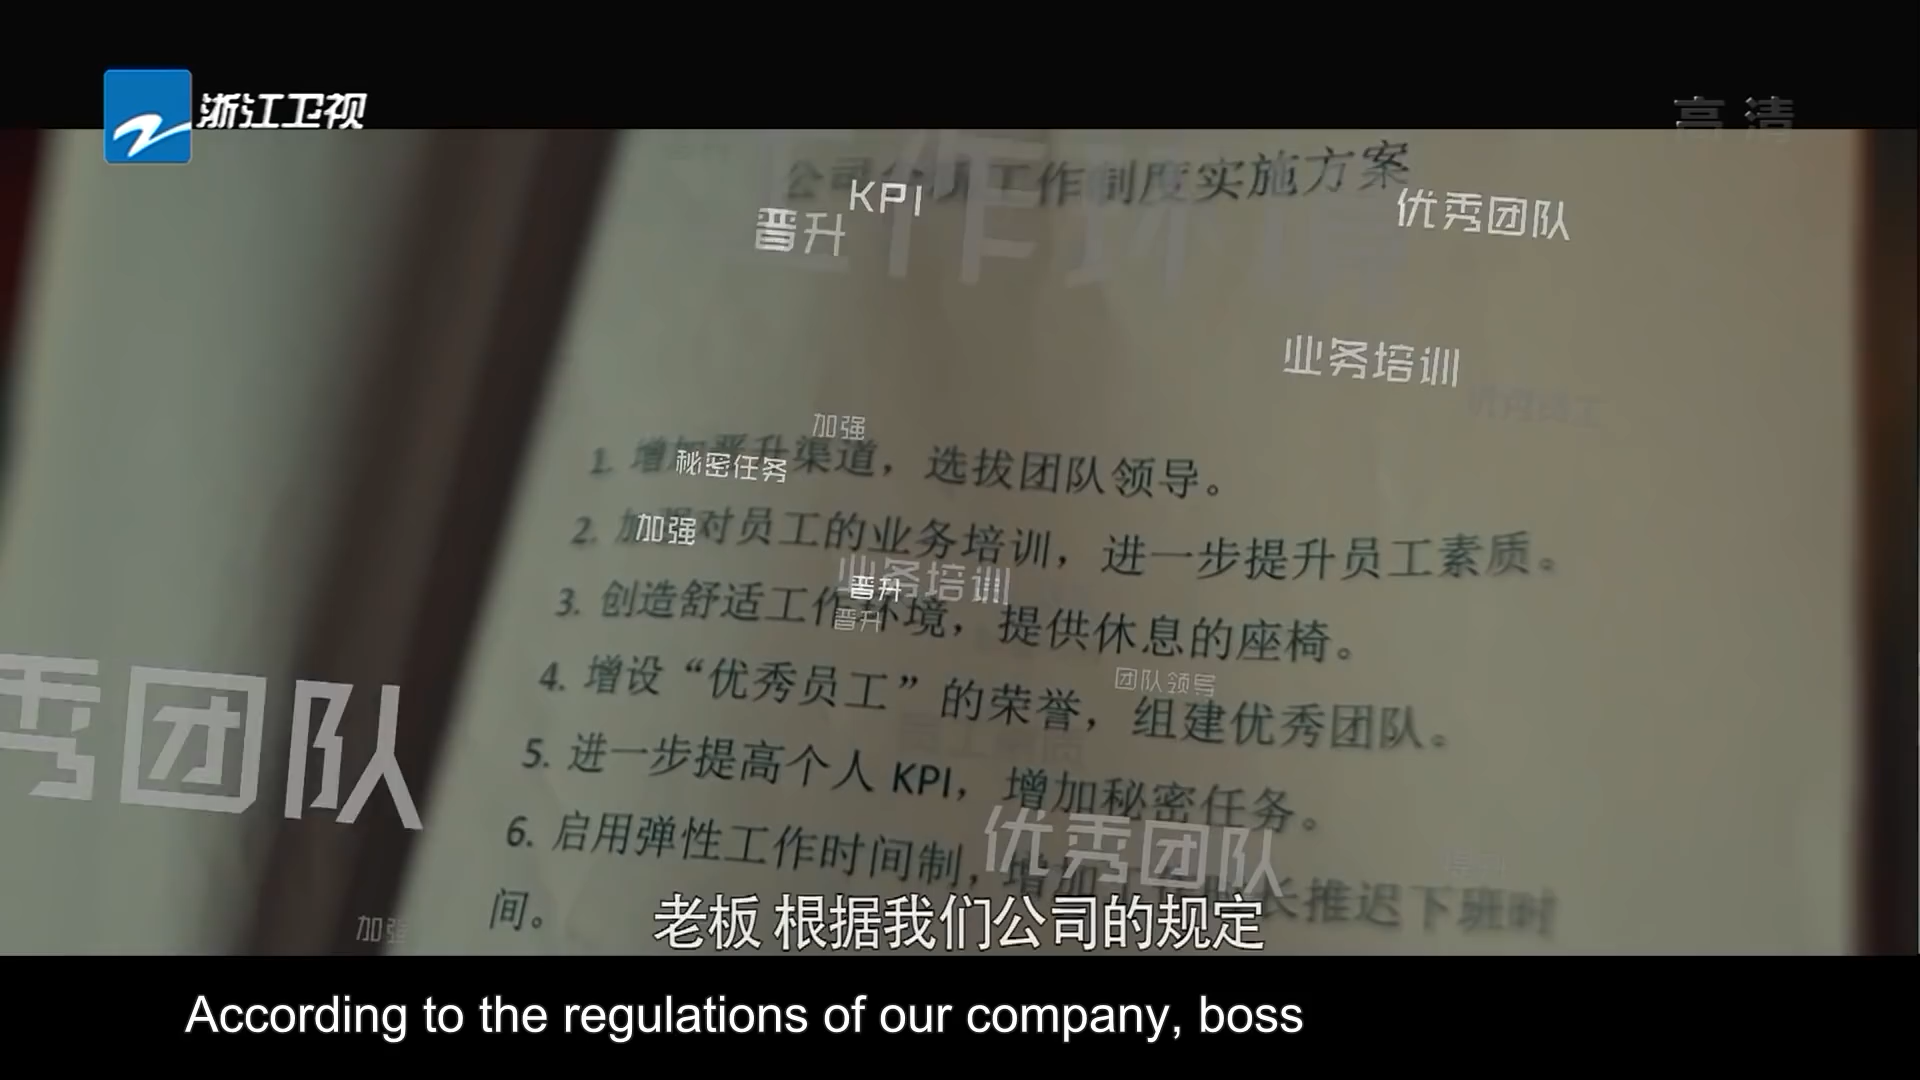 浙江卫视
高清
工作制度实施方案
KPI
晋升
优秀团队
业务培训
加强
1. 增加晋升渠道，选拔团队领导。
秘密任务
2. 加强对员工的业务培训，进一步提升员工素质。
加强
业务培训
晋升
晋升
3. 创造舒适工作环境，提供休息的座椅。
团队领导
4. 增设“优秀员工”的荣誉，组建优秀团队。
秀团队
5. 进一步提高个人 KPI，增加秘密任务。
优秀团队
6. 启用弹性工作时间制，增加 长推迟下班时
间。
加强
老板 根据我们公司的规定
According to the regulations of our company, boss